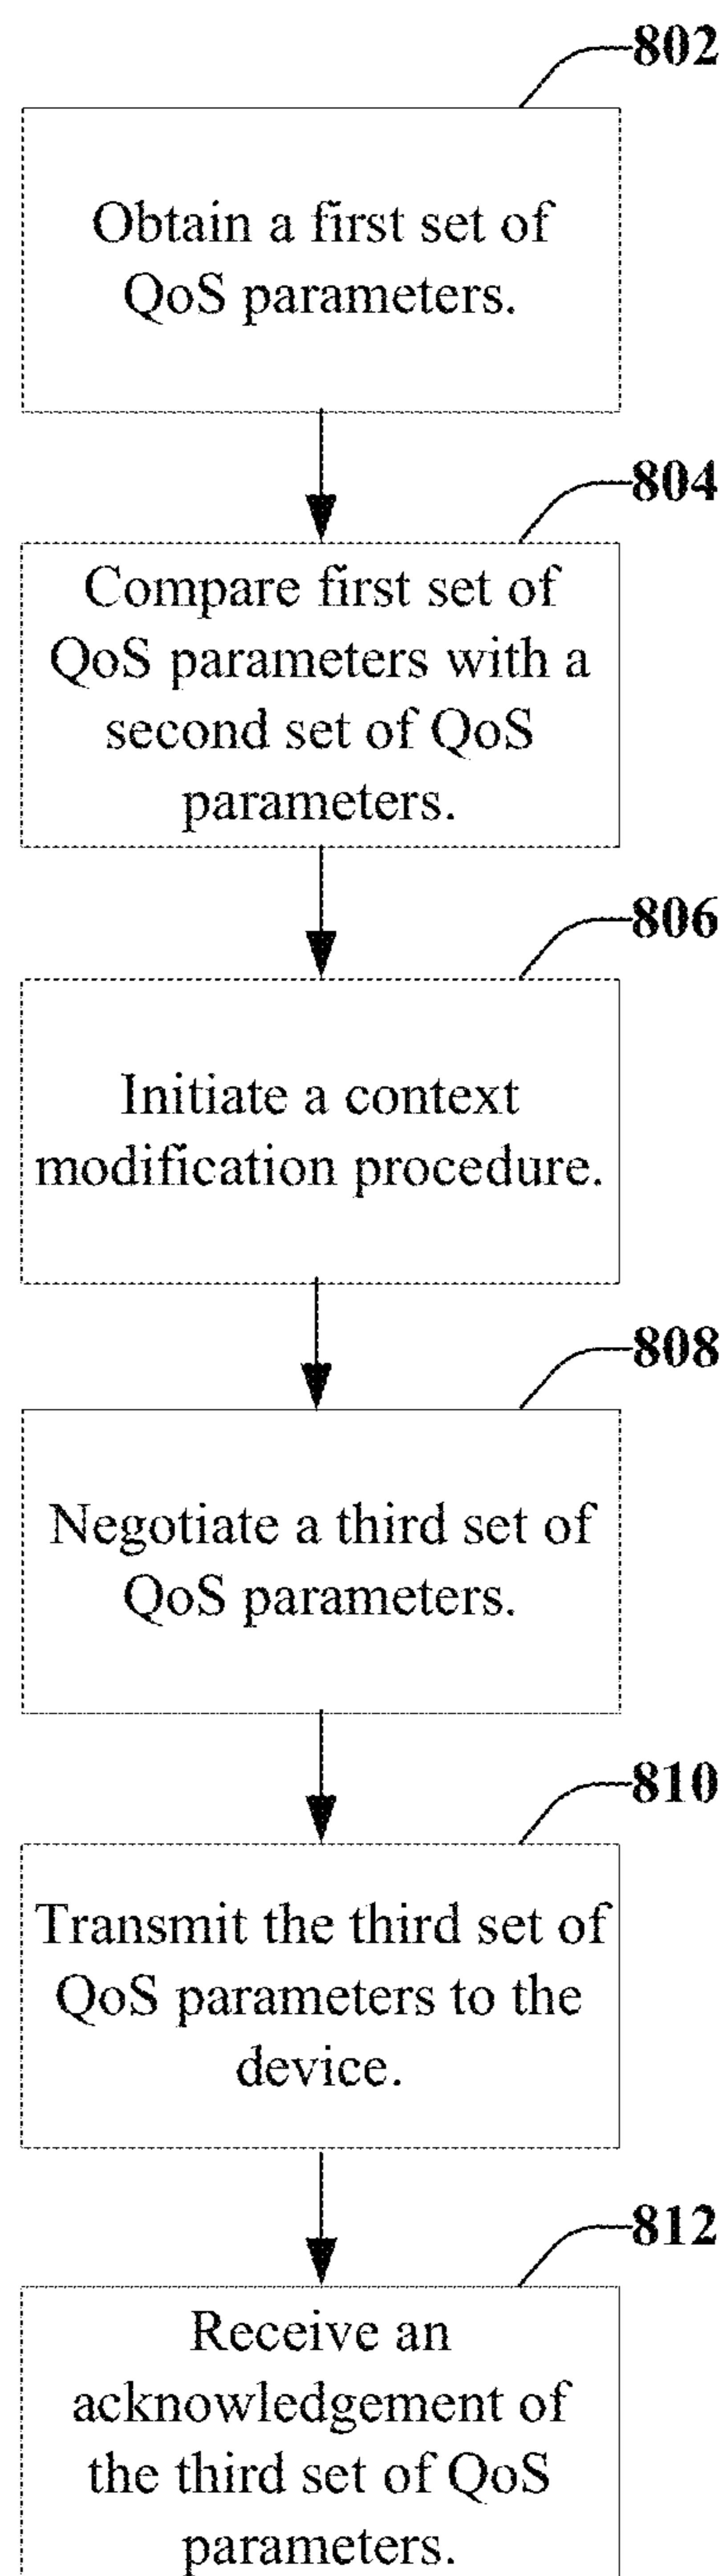 802
Obtain a first set of
QoS parameters.
804
Compare first set of
QoS parameters with a
second set of QoS
parameters.
806
Initiate a context
modification procedure.
808
Negotiate a third set of
QoS parameters.
810
Transmit the third set of
QoS parameters to the
device.
812
Receive an
acknowledgement of
the third set of QoS
parameters.